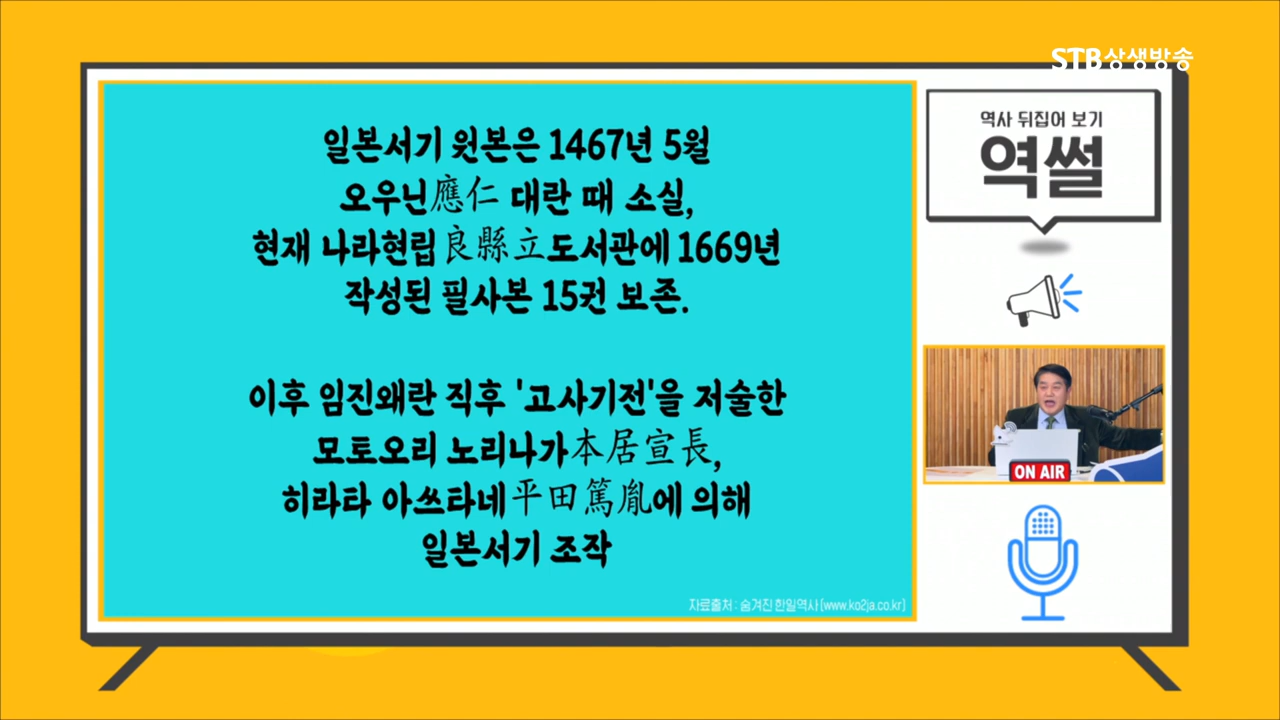 STB상생방송
일본서기 원본은 1467년 5월
오우닌應仁 대란 때 소실,
현재 나라현립良縣立도서관에 1669년
작성된 필사본 15권 보존.
이후 임진왜란 직후 '고사기전'을 저술한
모토오리 노리나가本居宣長,
히라타 아쓰타네平田篤胤에 의해
일본서기 조작
자료출처 : 숨겨진 한일역사 (www.ko2ja.co.kr)
역사 뒤집어 보기
역썰
ON AIR